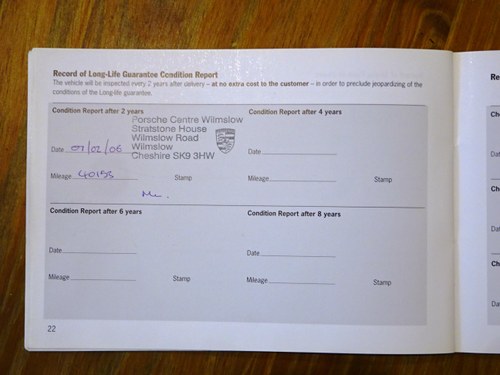 Record of Long-Life Guarantee Condition Report
The vehicle will be inspected every 2 years after delivery – at no extra cost to the customer – in order to preclude jeopardizing of the
conditions of the Long-life guarantee.
Condition Report after 2 years
Porsche Centre Wilmslow
Stratstone House
Wilmslow Road
Wilmslow
Cheshire SK9 3HW
Date 07/02/06
Mileage 40155
Stamp
Condition Report after 4 years
Date
Mileage
Stamp
Condition Report after 6 years
Date
Mileage
Stamp
Condition Report after 8 years
Date
Mileage
Stamp
22